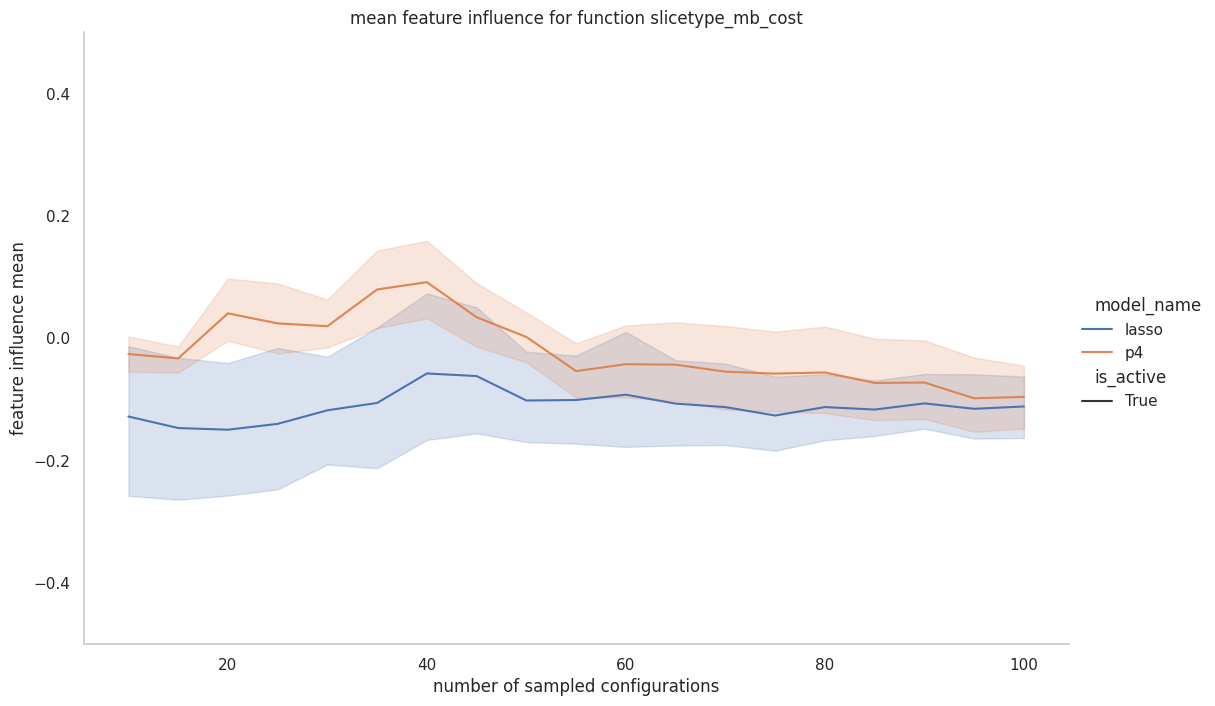 mean feature influence for function slicetype_mb_cost
feature influence mean
0.4
0.2
0.0
−0.2
−0.4
20
40
60
80
100
number of sampled configurations
model_name
lasso
p4
is_active
True